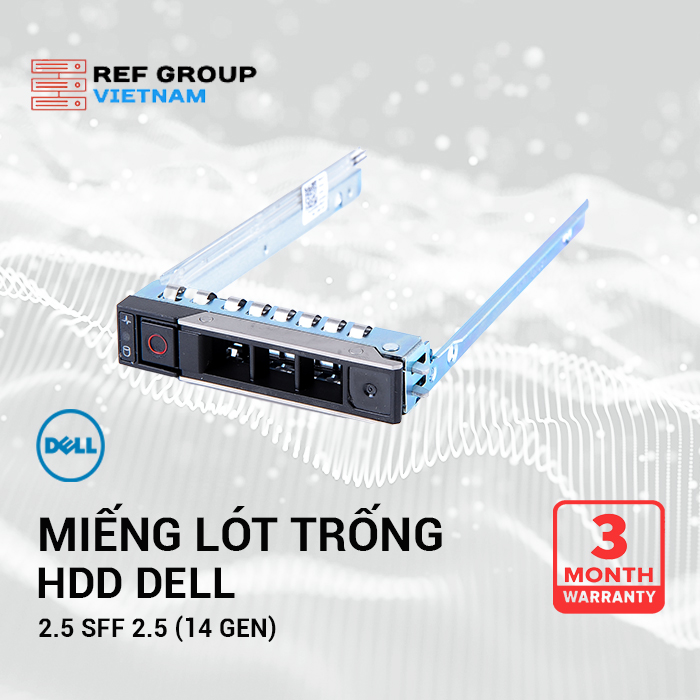 REF GROUP
VIETNAM
DELL
MIẾNG LÓT TRỐNG
HDD DELL
2.5 SFF 2.5 (14 GEN)
3
MONTH
WARRANTY